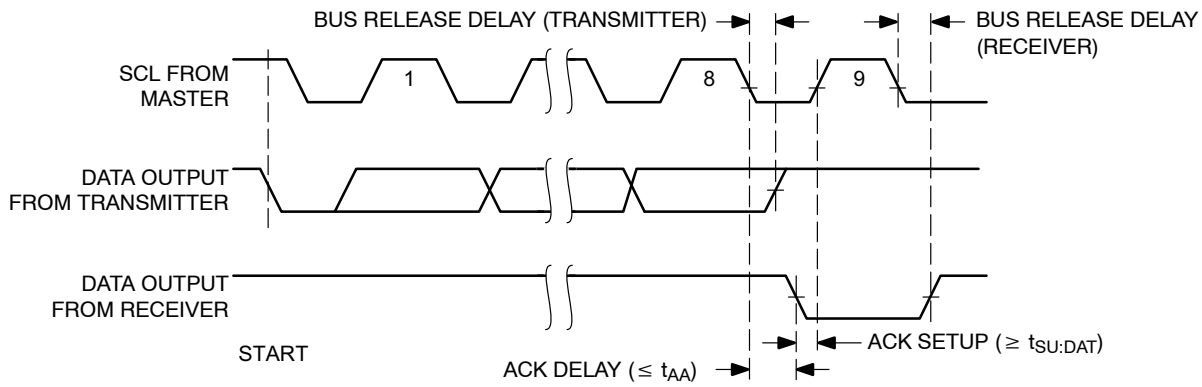 BUS RELEASE DELAY (TRANSMITTER)
BUS RELEASE DELAY
(RECEIVER)
SCL FROM
MASTER
1
8
9
DATA OUTPUT
FROM TRANSMITTER
DATA OUTPUT
FROM RECEIVER
START
ACK SETUP (≥ tSU:DAT)
ACK DELAY (≤ tAA)